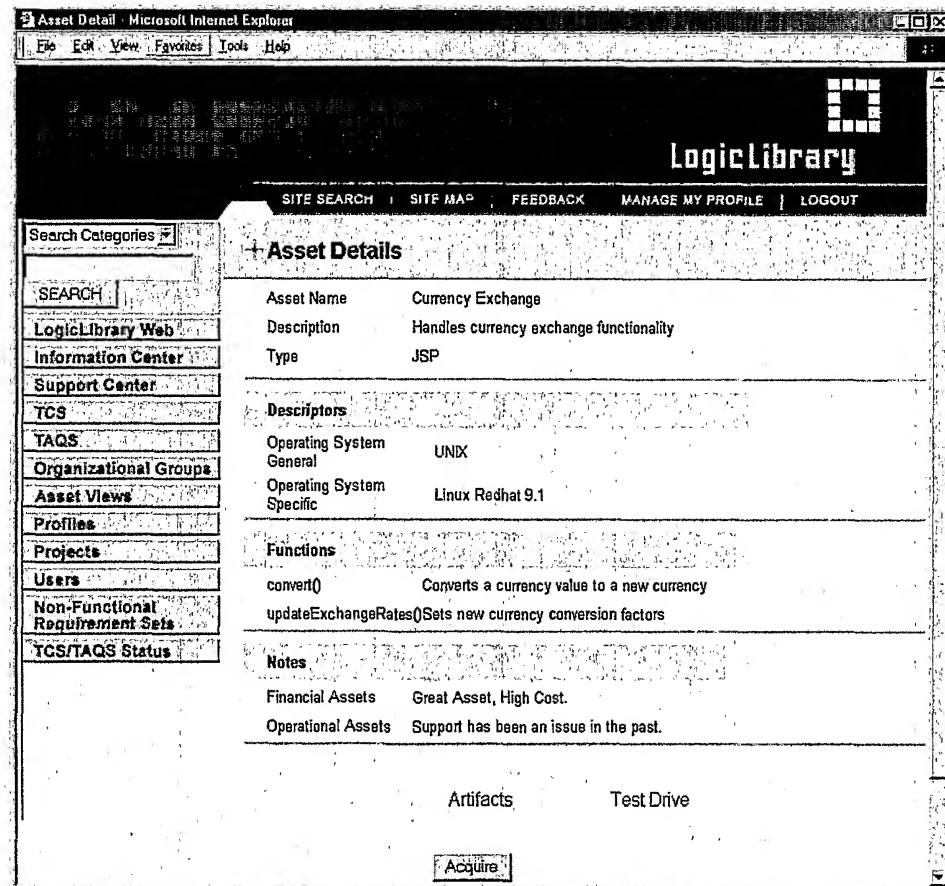 Asset Detail - Microsoft Internet Explorer
File Edit View Favorites Tools Help
LogicLibrary
SITE SEARCH | SITE MAP | FEEDBACK MANAGE MY PROFILE | LOGOUT
Search Categories
SEARCH
LogicLibrary Web
Information Center
Support Center
TCS
TAQS
Organizational Groups
Asset Views
Profiles
Projects
Users
Non-Functional
Requirement Sets
TCS/TAQS Status
+ Asset Details
Asset Name Currency Exchange
Description Handles currency exchange functionality
Type JSP
Descriptors
Operating System
General UNIX
Operating System
Specific Linux Redhat 9.1
Functions
convert() Converts a currency value to a new currency
updateExchangeRates()Sets new currency conversion factors
Notes
Financial Assets Great Asset, High Cost.
Operational Assets Support has been an issue in the past.
Artifacts Test Drive
Acquire